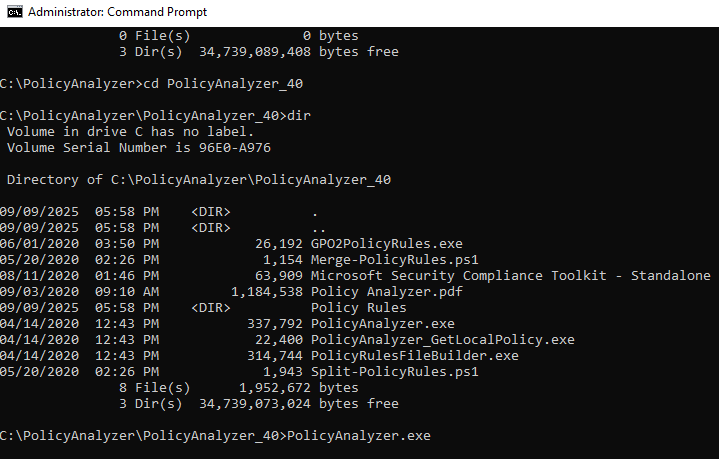 Administrator: Command Prompt
0 File(s) 0 bytes
3 Dir(s) 34,739,089,408 bytes free
C:\PolicyAnalyzer>cd PolicyAnalyzer_40
C:\PolicyAnalyzer\PolicyAnalyzer_40>dir
Volume in drive C has no label.
Volume Serial Number is 96E0-A976
Directory of C:\PolicyAnalyzer\PolicyAnalyzer_40
09/09/2025 05:58 PM <DIR> .
09/09/2025 05:58 PM <DIR> ..
06/01/2020 03:50 PM 26,192 GPO2PolicyRules.exe
05/20/2020 02:26 PM 1,154 Merge-PolicyRules.ps1
08/11/2020 01:46 PM 63,909 Microsoft Security Compliance Toolkit - Standalone
09/03/2020 09:10 AM 1,184,538 Policy Analyzer.pdf
09/09/2025 05:58 PM <DIR> Policy Rules
04/14/2020 12:43 PM 337,792 PolicyAnalyzer.exe
04/14/2020 12:43 PM 22,400 PolicyAnalyzer_GetLocalPolicy.exe
04/14/2020 12:43 PM 314,744 PolicyRulesFileBuilder.exe
05/20/2020 02:26 PM 1,943 Split-PolicyRules.ps1
8 File(s) 1,952,672 bytes
3 Dir(s) 34,739,073,024 bytes free
C:\PolicyAnalyzer\PolicyAnalyzer_40>PolicyAnalyzer.exe